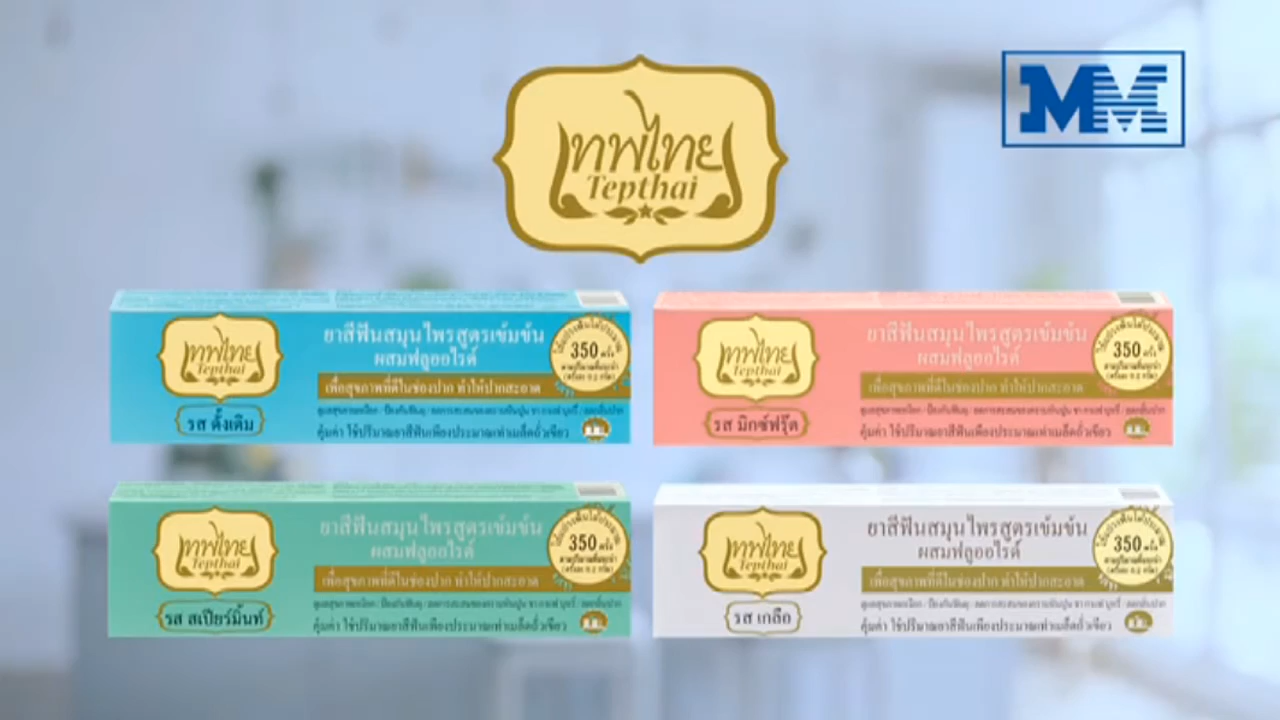 เทพไทย
Tepthai
MM
เทพไทย
Tepthai
รส ดั้งเดิม
ยาสีฟันสมุนไพรสูตรเข้มข้น
ผสมฟลูออไรด์
เพื่อสุขภาพที่ดีในช่องปาก ทำให้ปากสะอาด
คุ้มค่า ใช้ปริมาณยาสีฟันเพียงประมาณเท่าเมล็ดถั่วเขียว
350 ครั้ง
เทพไทย
Tepthai
รส มิกซ์ฟรุ๊ต
ยาสีฟันสมุนไพรสูตรเข้มข้น
ผสมฟลูออไรด์
เพื่อสุขภาพที่ดีในช่องปาก ทำให้ปากสะอาด
คุ้มค่า ใช้ปริมาณยาสีฟันเพียงประมาณเท่าเมล็ดถั่วเขียว
350 ครั้ง
เทพไทย
Tepthai
รส สเปียร์มิ้นท์
ยาสีฟันสมุนไพรสูตรเข้มข้น
ผสมฟลูออไรด์
เพื่อสุขภาพที่ดีในช่องปาก ทำให้ปากสะอาด
คุ้มค่า ใช้ปริมาณยาสีฟันเพียงประมาณเท่าเมล็ดถั่วเขียว
350 ครั้ง
เทพไทย
Tepthai
รส เกลือ
ยาสีฟันสมุนไพรสูตรเข้มข้น
ผสมฟลูออไรด์
เพื่อสุขภาพที่ดีในช่องปาก ทำให้ปากสะอาด
คุ้มค่า ใช้ปริมาณยาสีฟันเพียงประมาณเท่าเมล็ดถั่วเขียว
350 ครั้ง